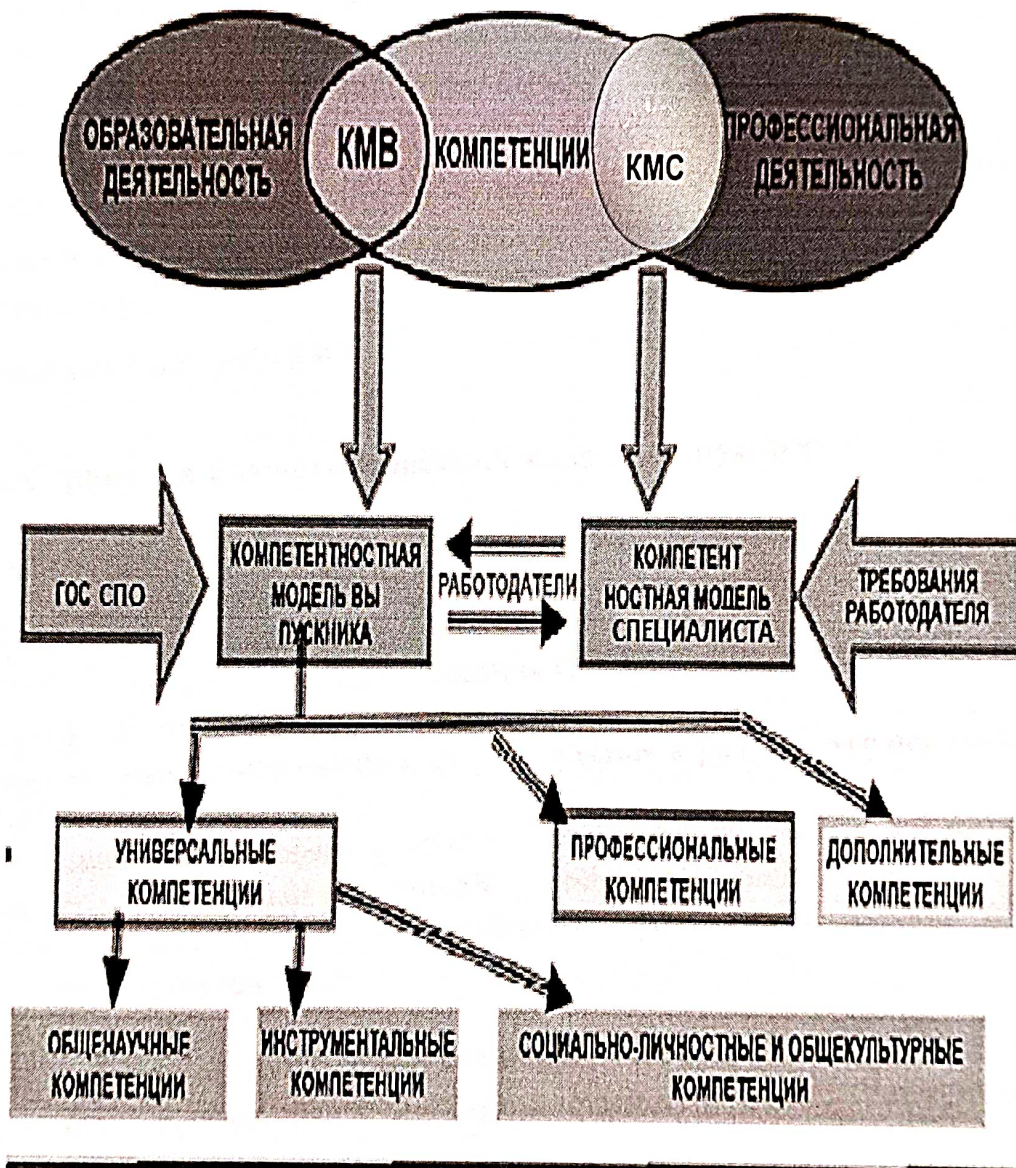 ОБРАЗОВАТЕЛЬНАЯ
ДЕЯТЕЛЬНОСТЬ
КМВ
КОМПЕТЕНЦИИ
КМС
ПРОФЕССИОНАЛЬНАЯ
ДЕЯТЕЛЬНОСТЬ
ГОС СПО
КОМПЕТЕНТНОСТНАЯ
МОДЕЛЬ ВЫ
ПУСКНИКА
РАБОТОДАТЕЛИ
КОМПЕТЕНТ
НОСТНАЯ МОДЕЛЬ
СПЕЦИАЛИСТА
ТРЕБОВАНИЯ
РАБОТОДАТЕЛЯ
УНИВЕРСАЛЬНЫЕ
КОМПЕТЕНЦИИ
ПРОФЕССИОНАЛЬНЫЕ
КОМПЕТЕНЦИИ
ДОПОЛНИТЕЛЬНЫЕ
КОМПЕТЕНЦИИ
ОБЩЕНАУЧНЫЕ
КОМПЕТЕНЦИИ
ИНСТРУМЕНТАЛЬНЫЕ
КОМПЕТЕНЦИИ
СОЦИАЛЬНО-ЛИЧНОСТНЫЕ И ОБЩЕКУЛЬТУРНЫЕ
КОМПЕТЕНЦИИ